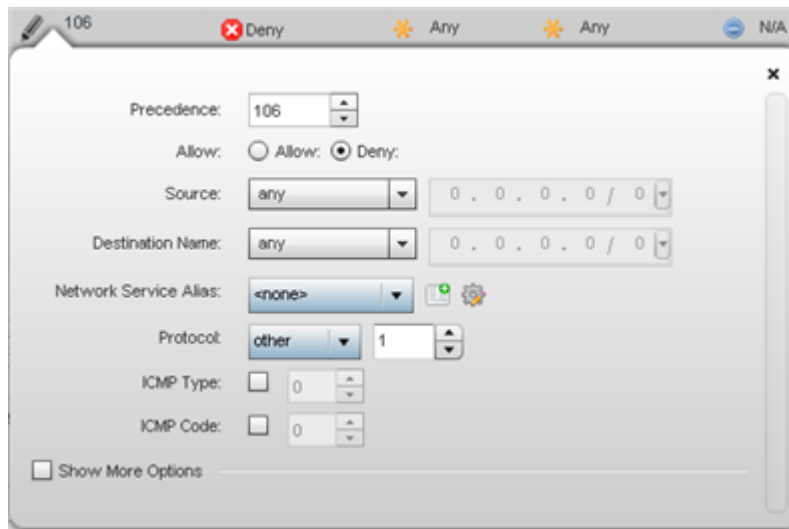 106 Deny Any Any N/A
Precedence: 106
Allow: Allow: Deny:
Source: any 0 . 0 . 0 . 0 / 0
Destination Name: any 0 . 0 . 0 . 0 / 0
Network Service Alias: <none>
Protocol: other 1
ICMP Type: 0
ICMP Code: 0
Show More Options